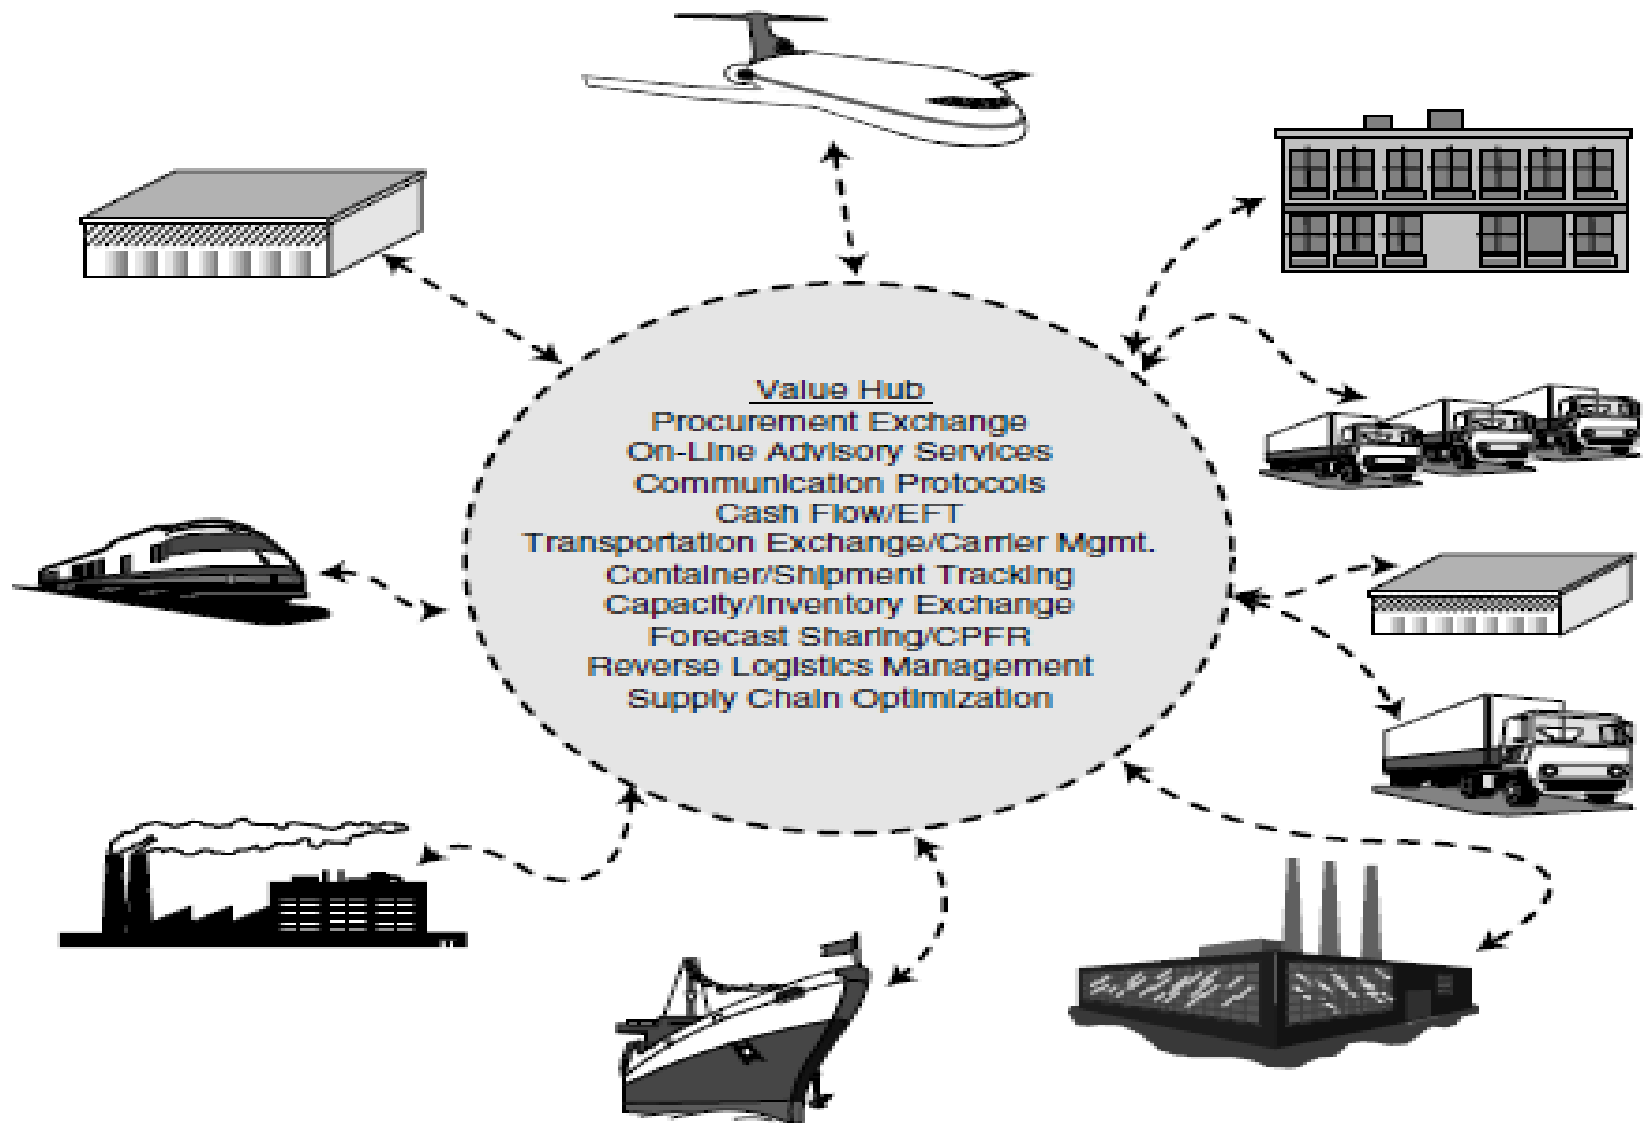 Value Hub
Procurement Exchange
On-Line Advisory Services
Communication Protocols
Cash Flow/EFT
Transportation Exchange/Carrier Mgmt.
Container/Shipment Tracking
Capacity/Inventory Exchange
Forecast Sharing/CPFR
Reverse Logistics Management
Supply Chain Optimization